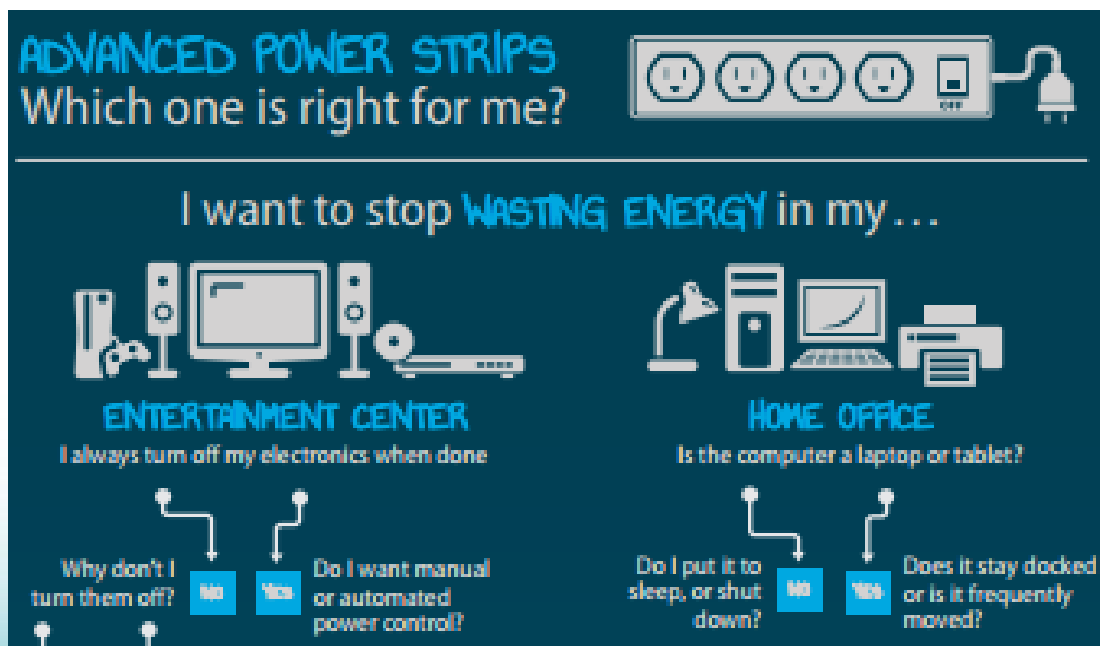 ADVANCED POWER STRIPS
Which one is right for me?
OFF
I want to stop WASTING ENERGY in my...
ENTERTAINMENT CENTER
I always turn off my electronics when done
Why don't I
turn them off?
NO
YES
Do I want manual
or automated
power control?
HOME OFFICE
Is the computer a laptop or tablet?
Do I put it to
sleep, or shut
down?
NO
YES
Does it stay docked
or is it frequently
moved?